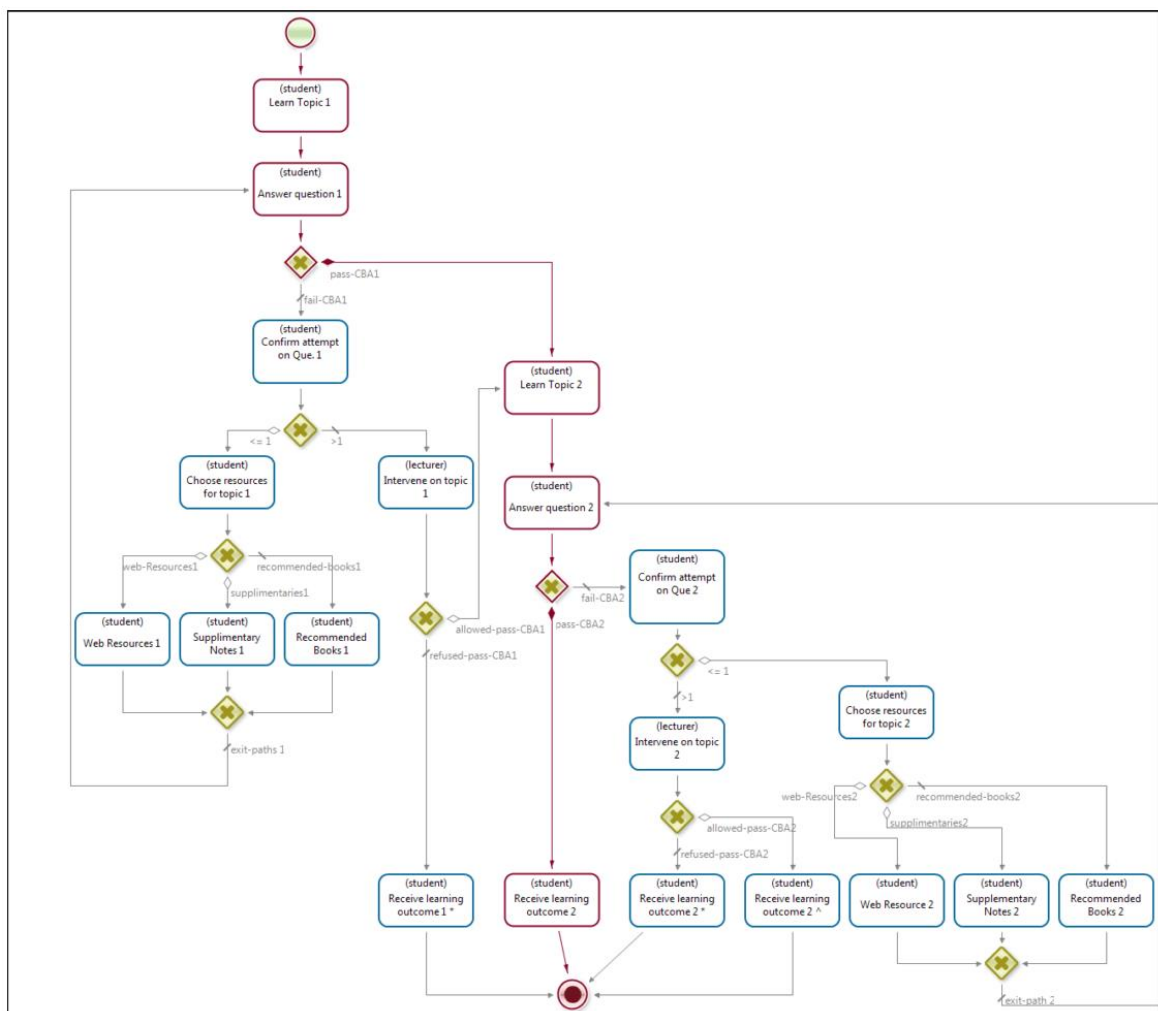 (student)
Learn Topic 1
(student)
Answer question 1
pass-CBA1
fail-CBA1
(student)
Confirm attempt
on Que. 1
<= 1
>1
(student)
Choose resources
for topic 1
(lecturer)
Intervene on topic
1
(student)
Learn Topic 2
(student)
Answer question 2
web-Resources1
recommended-books1
supplimentaries1
(student)
Web Resources 1
(student)
Supplimentary
Notes 1
(student)
Recommended
Books 1
exit-paths 1
allowed-pass-CBA1
refused-pass-CBA1
fail-CBA2
pass-CBA2
(student)
Confirm attempt
on Que 2
<= 1
>1
(lecturer)
Intervene on topic
2
(student)
Choose resources
for topic 2
web-Resources2
recommended-books2
supplimentaries2
allowed-pass-CBA2
refused-pass-CBA2
(student)
Receive learning
outcome 1 *
(student)
Receive learning
outcome 2
(student)
Receive learning
outcome 2 *
(student)
Receive learning
outcome 2 ^
(student)
Web Resource 2
(student)
Supplementary
Notes 2
(student)
Recommended
Books 2
exit-path 2